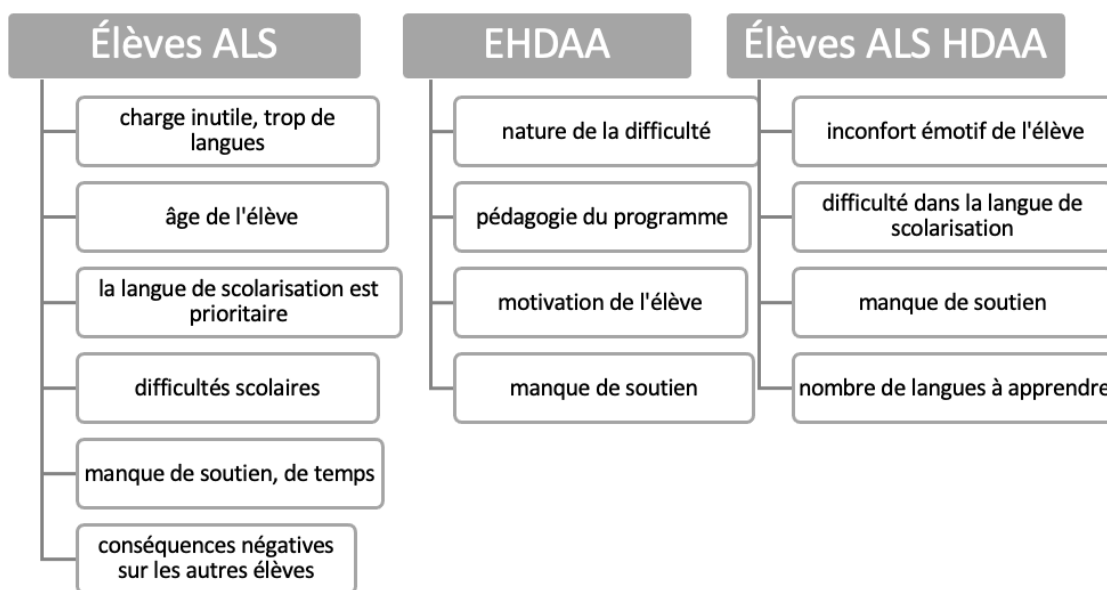 Élèves ALS
charge inutile, trop de
langues
âge de l'élève
la langue de scolarisation est
prioritaire
difficultés scolaires
manque de soutien, de temps
conséquences négatives
sur les autres élèves
EHDAA
nature de la difficulté
pédagogie du programme
motivation de l'élève
manque de soutien
Élèves ALS HDAA
inconfort émotif de l'élève
difficulté dans la langue de
scolarisation
manque de soutien
nombre de langues à apprendre